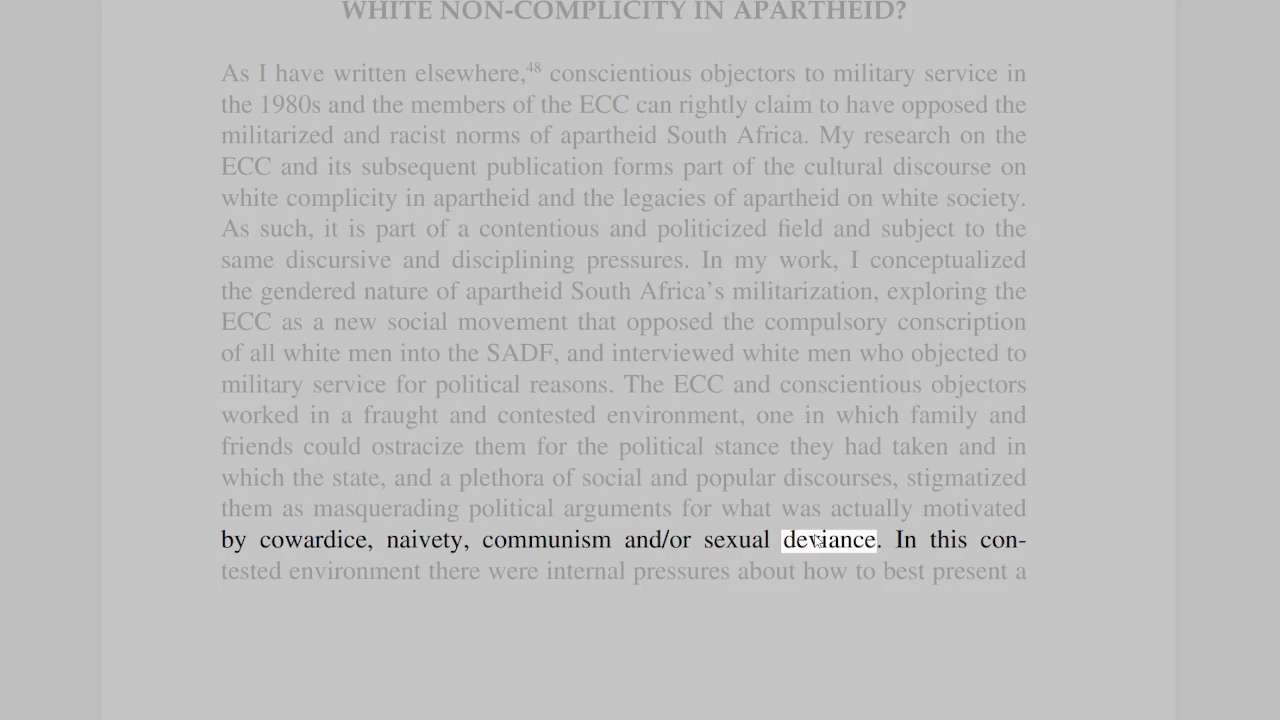 WHITE NON-COMPLICITY IN APARTHEID?
As I have written elsewhere,48 conscientious objectors to military service in
the 1980s and the members of the ECC can rightly claim to have opposed the
militarized and racist norms of apartheid South Africa. My research on the
ECC and its subsequent publication forms part of the cultural discourse on
white complicity in apartheid and the legacies of apartheid on white society.
As such, it is part of a contentious and politicized field and subject to the
same discursive and disciplining pressures. In my work, I conceptualized
the gendered nature of apartheid South Africa's militarization, exploring the
ECC as a new social movement that opposed the compulsory conscription
of all white men into the SADF, and interviewed white men who objected to
military service for political reasons. The ECC and conscientious objectors
worked in a fraught and contested environment, one in which family and
friends could ostracize them for the political stance they had taken and in
which the state, and a plethora of social and popular discourses, stigmatized
them as masquerading political arguments for what was actually motivated
by cowardice, naivety, communism and/or sexual deviance. In this con-
tested environment there were internal pressures about how to best present a